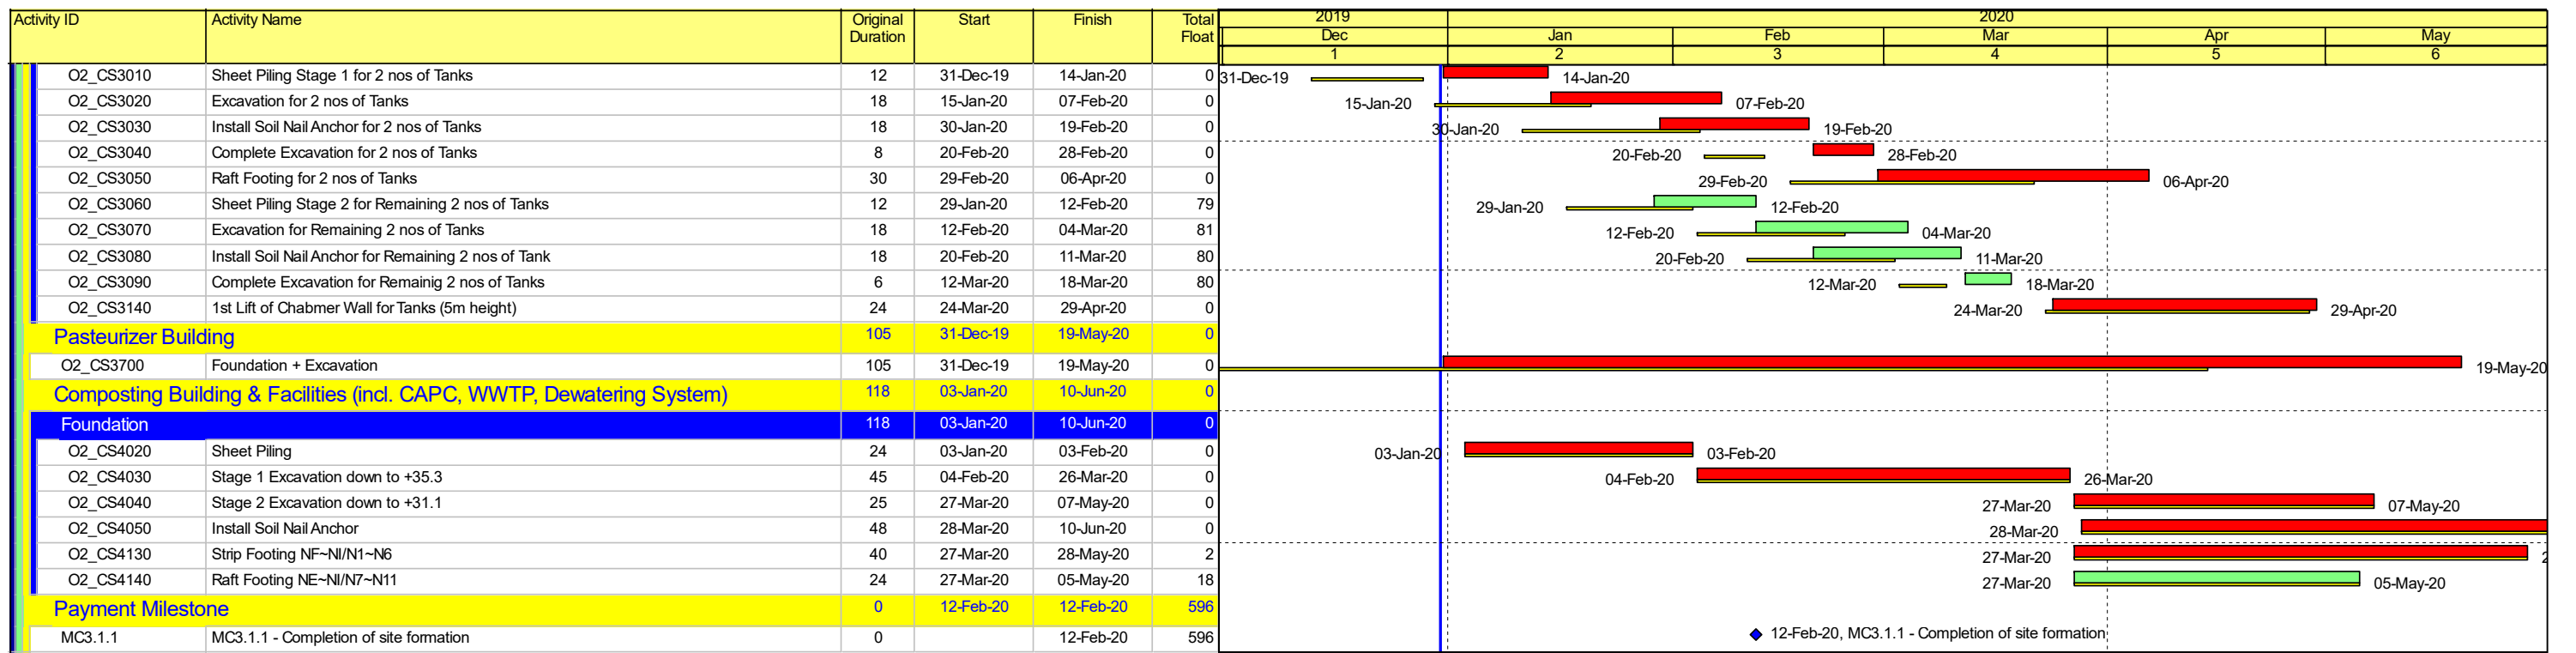 Activity ID Activity Name Original Duration Start Finish Total Float 2019 2020
Dec Jan Feb Mar Apr May
1 2 3 4 5 6
O2_CS3010 Sheet Piling Stage 1 for 2 nos of Tanks 12 31-Dec-19 14-Jan-20 0 31-Dec-19 14-Jan-20
O2_CS3020 Excavation for 2 nos of Tanks 18 15-Jan-20 07-Feb-20 0 15-Jan-20 07-Feb-20
O2_CS3030 Install Soil Nail Anchor for 2 nos of Tanks 18 30-Jan-20 19-Feb-20 0 30-Jan-20 19-Feb-20
O2_CS3040 Complete Excavation for 2 nos of Tanks 8 20-Feb-20 28-Feb-20 0 20-Feb-20 28-Feb-20
O2_CS3050 Raft Footing for 2 nos of Tanks 30 29-Feb-20 06-Apr-20 0 29-Feb-20 06-Apr-20
O2_CS3060 Sheet Piling Stage 2 for Remaining 2 nos of Tanks 12 29-Jan-20 12-Feb-20 79 29-Jan-20 12-Feb-20
O2_CS3070 Excavation for Remaining 2 nos of Tanks 18 12-Feb-20 04-Mar-20 81 12-Feb-20 04-Mar-20
O2_CS3080 Install Soil Nail Anchor for Remaining 2 nos of Tank 18 20-Feb-20 11-Mar-20 80 20-Feb-20 11-Mar-20
O2_CS3090 Complete Excavation for Remainig 2 nos of Tanks 6 12-Mar-20 18-Mar-20 80 12-Mar-20 18-Mar-20
O2_CS3140 1st Lift of Chabmer Wall for Tanks (5m height) 24 24-Mar-20 29-Apr-20 0 24-Mar-20 29-Apr-20
Pasteurizer Building 105 31-Dec-19 19-May-20 0
O2_CS3700 Foundation + Excavation 105 31-Dec-19 19-May-20 0 19-May-20
Composting Building & Facilities (incl. CAPC, WWTP, Dewatering System) 118 03-Jan-20 10-Jun-20 0
Foundation 118 03-Jan-20 10-Jun-20 0
O2_CS4020 Sheet Piling 24 03-Jan-20 03-Feb-20 0 03-Jan-20 03-Feb-20
O2_CS4030 Stage 1 Excavation down to +35.3 45 04-Feb-20 26-Mar-20 0 04-Feb-20 26-Mar-20
O2_CS4040 Stage 2 Excavation down to +31.1 25 27-Mar-20 07-May-20 0 27-Mar-20 07-May-20
O2_CS4050 Install Soil Nail Anchor 48 28-Mar-20 10-Jun-20 0 28-Mar-20
O2_CS4130 Strip Footing NF~NI/N1~N6 40 27-Mar-20 28-May-20 2 27-Mar-20
O2_CS4140 Raft Footing NE~NI/N7~N11 24 27-Mar-20 05-May-20 18 27-Mar-20 05-May-20
Payment Milestone 0 12-Feb-20 12-Feb-20 596
MC3.1.1 MC3.1.1 - Completion of site formation 0 12-Feb-20 596 12-Feb-20, MC3.1.1 - Completion of site formation